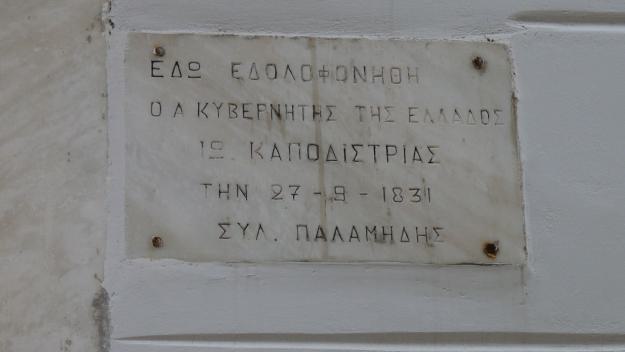 ΕΔΩ ΕΔΟΛΟΦΟΝΗΘΗ
Ο Α ΚΥΒΕΡΝΗΤΗΣ ΤΗΣ ΕΛΛΑΔΟΣ
ΙΩ. ΚΑΠΟΔΙΣΤΡΙΑΣ
ΤΗΝ 27 - 9 - 1831
ΣΥΛ. ΠΑΛΑΜΗΔΗΣ